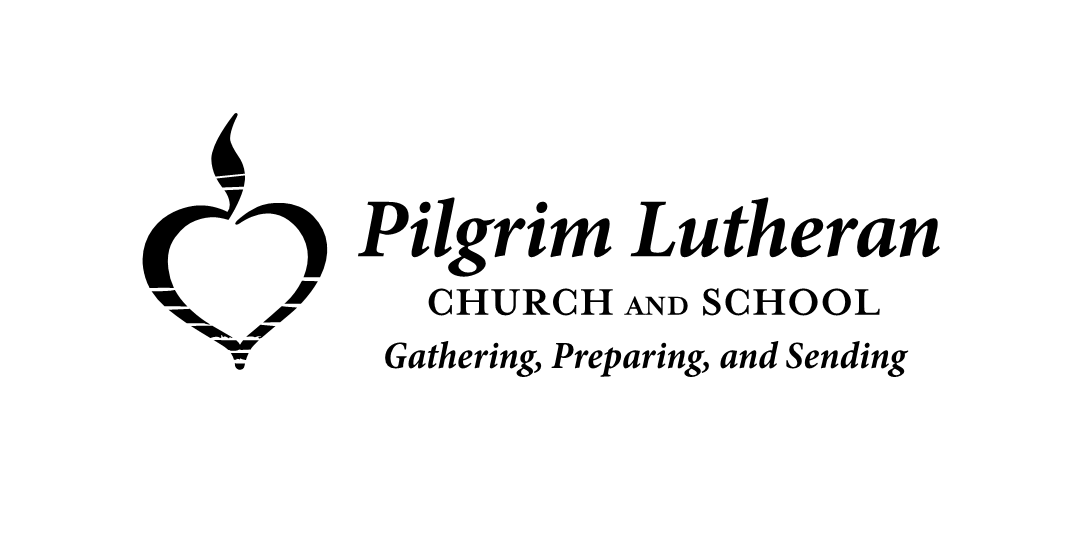 Pilgrim Lutheran
CHURCH AND SCHOOL
Gathering, Preparing, and Sending